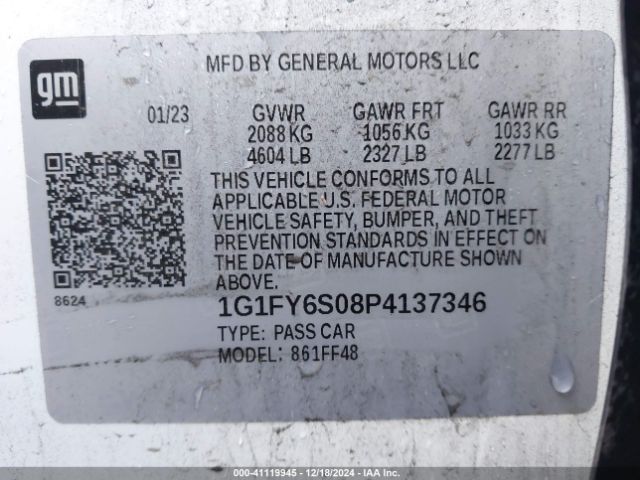 gm
MFD BY GENERAL MOTORS LLC
01/23 GVWR GAWR FRT GAWR RR
2088 KG 1056 KG 1033 KG
4604 LB 2327 LB 2277 LB
THIS VEHICLE CONFORMS TO ALL
APPLICABLE U.S. FEDERAL MOTOR
VEHICLE SAFETY, BUMPER, AND THEFT
PREVENTION STANDARDS IN EFFECT ON
THE DATE OF MANUFACTURE SHOWN
ABOVE.
8624
1G1FY6S08P4137346
TYPE: PASS CAR
MODEL: 861FF48
000-41119945 - 12/18/2024 - IAA Inc.